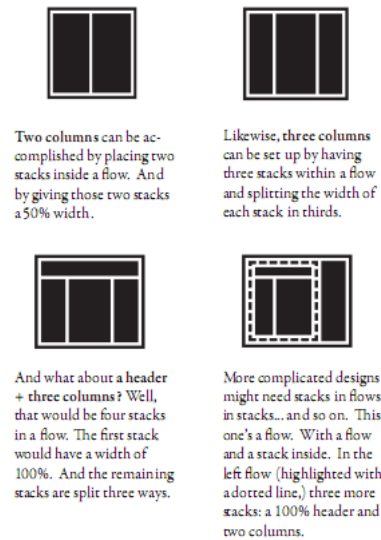 Two columns can be ac-
complished by placing two
stacks inside a flow. And
by giving those two stacks
a 50% width.
Likewise, three columns
can be set up by having
three stacks within a flow
and splitting the width of
each stack in thirds.
And what about a header
+ three columns? Well,
that would be four stacks
in a flow. The first stack
would have a width of
100%. And the remaining
stacks are split three ways.
More complicated designs
might need stacks in flows
in stacks... and so on. This
one's a flow. With a flow
and a stack inside. In the
left flow (highlighted with
a dotted line,) three more
stacks: a 100% header and
two columns.